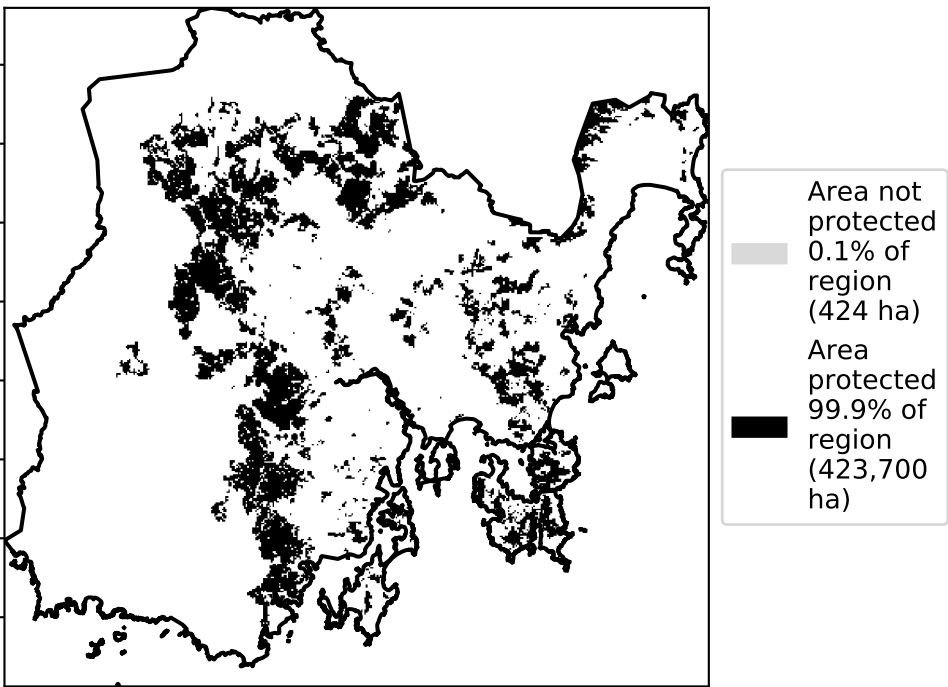 Area not
protected
0.1% of
region
(424 ha)
Area
protected
99.9% of
region
(423,700
ha)